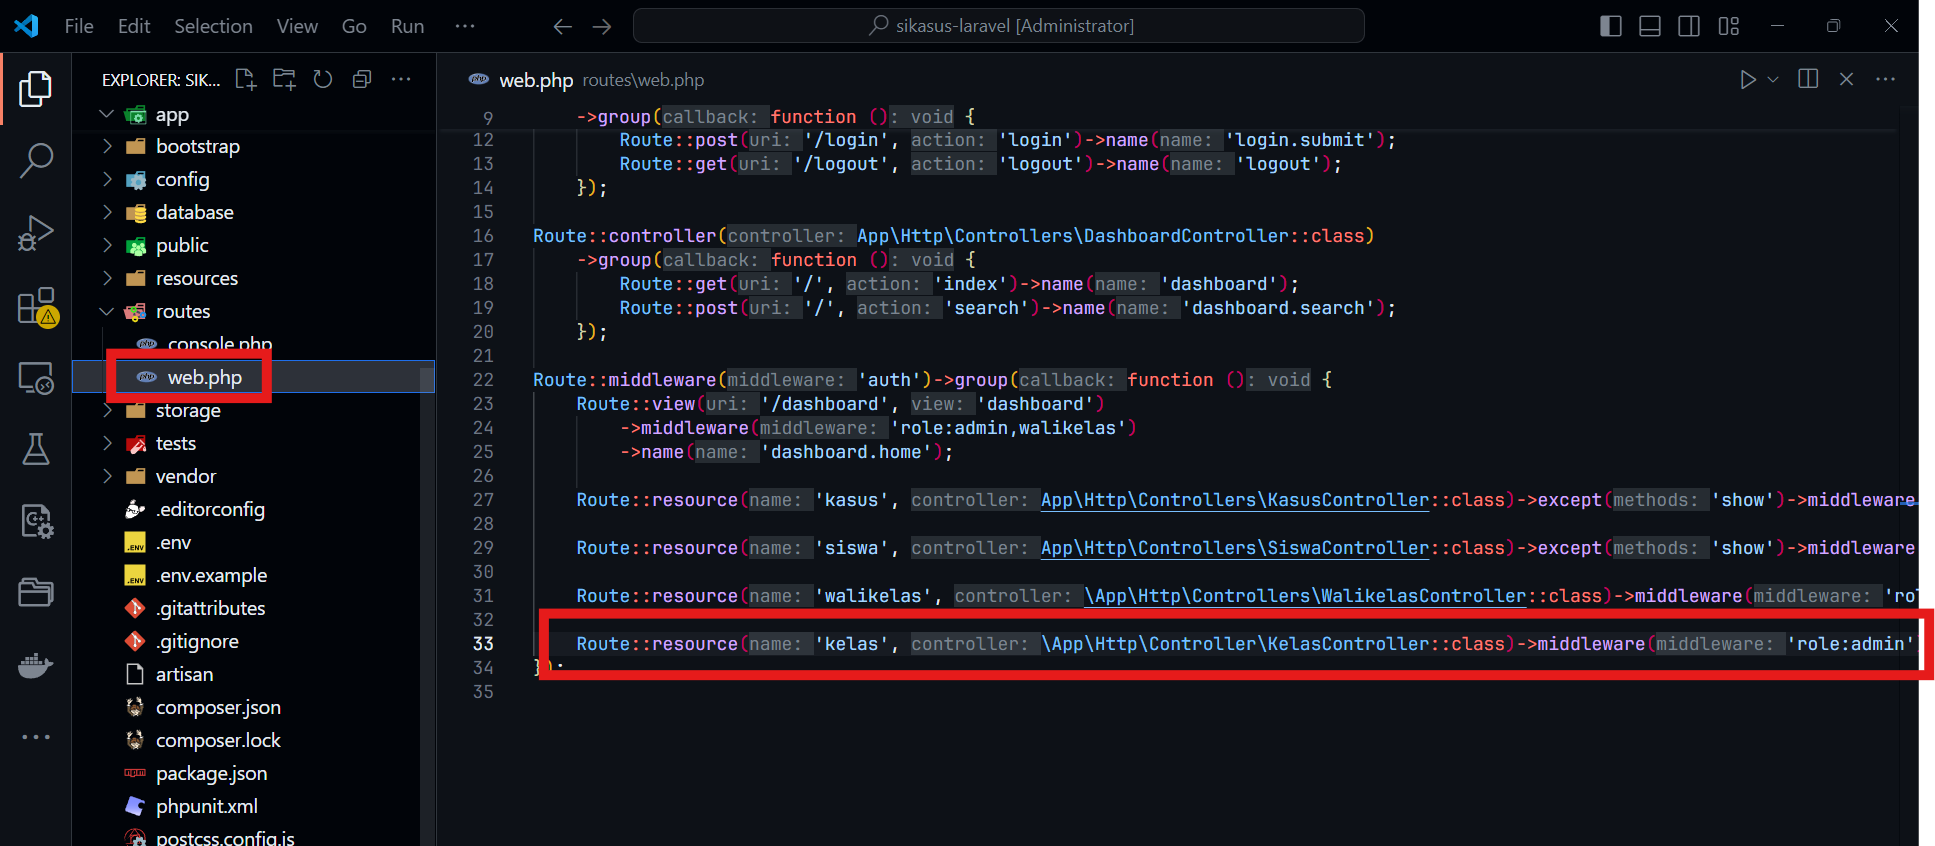 File Edit Selection View Go Run ··· sikasus-laravel [Administrator]
EXPLORER: SIK...
app
bootstrap
config
database
public
resources
routes
console.php
web.php
storage
tests
vendor
.editorconfig
.env
.env.example
.gitattributes
.gitignore
artisan
composer.json
composer.lock
package.json
phpunit.xml
postcss.config.js
web.php routes\web.php
9 ->group(callback: function (): void {
12 Route::post(uri: '/login', action: 'login')->name(name: 'login.submit');
13 Route::get(uri: '/logout', action: 'logout')->name(name: 'logout');
14 });
15
16 Route::controller(controller: App\Http\Controllers\DashboardController::class)
17 ->group(callback: function (): void {
18 Route::get(uri: '/', action: 'index')->name(name: 'dashboard');
19 Route::post(uri: '/', action: 'search')->name(name: 'dashboard.search');
20 });
21
22 Route::middleware(middleware: 'auth')->group(callback: function (): void {
23 Route::view(uri: '/dashboard', view: 'dashboard')
24 ->middleware(middleware: 'role:admin,walikelas')
25 ->name(name: 'dashboard.home');
26
27 Route::resource(name: 'kasus', controller: App\Http\Controllers\KasusController::class)->except(methods: 'show')->middleware
28
29 Route::resource(name: 'siswa', controller: App\Http\Controllers\SiswaController::class)->except(methods: 'show')->middleware
30
31 Route::resource(name: 'walikelas', controller: \App\Http\Controllers\WalikelasController::class)->middleware(middleware: 'rol
32
33 Route::resource(name: 'kelas', controller: \App\Http\Controller\KelasController::class)->middleware(middleware: 'role:admin'
34 });
35